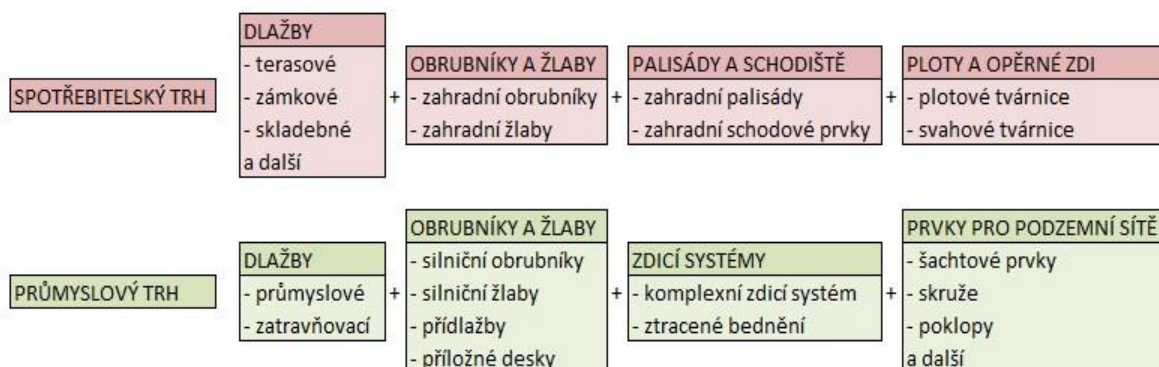 SPOTŘEBITELSKÝ TRH
DLAŽBY
- terasové
- zámkové
- skladebné
a další
+
OBRUBNÍKY A ŽLABY
- zahradní obrubníky
- zahradní žlaby
+
PALISÁDY A SCHODIŠTĚ
- zahradní palisády
- zahradní schodové prvky
+
PLOTY A OPĚRNÉ ZDI
- plotové tvárnice
- svahové tvárnice
PRŮMYSLOVÝ TRH
DLAŽBY
- průmyslové
- zatravňovací
+
OBRUBNÍKY A ŽLABY
- silniční obrubníky
- silniční žlaby
- přídlažby
- příložné desky
+
ZDICÍ SYSTÉMY
- komplexní zdicí systém
- ztracené bednění
+
PRVKY PRO PODZEMNÍ SÍTĚ
- šachtové prvky
- skruže
- poklopy
a další